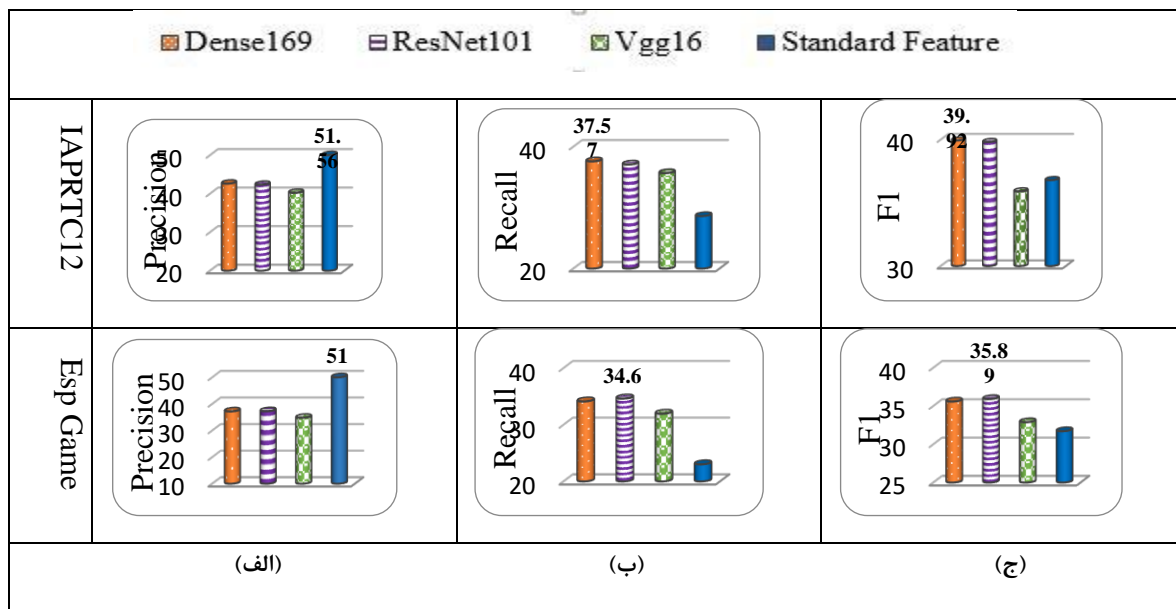 Dense169 ResNet101 Vgg16 Standard Feature
IAPRTC12
Precision
50
40
30
20
51.
56
Recall
40
20
37.5
7
F1
40
30
39.
92
Esp Game
Precision
50
40
30
20
10
51
Recall
40
30
20
34.6
F1
40
35
30
25
35.8
9
(الف)
(ب)
(ج)